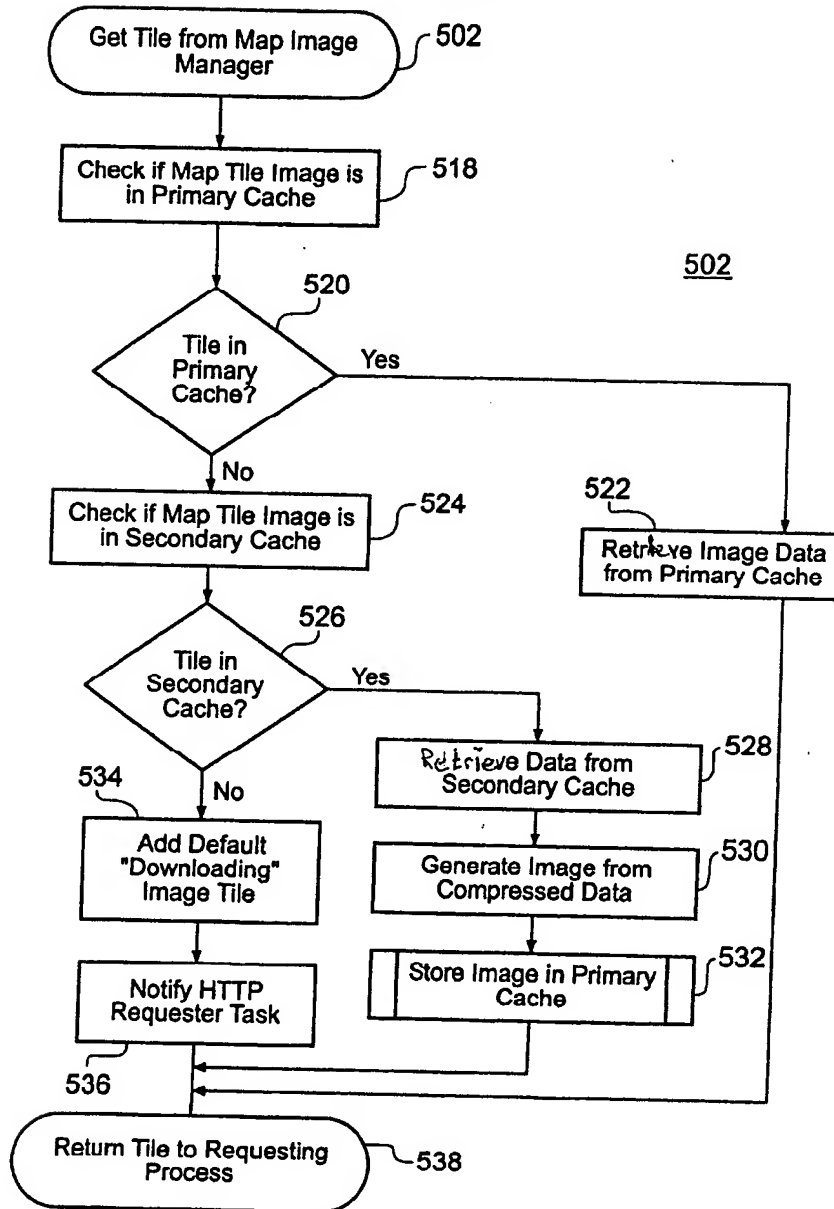 Get Tile from Map Image
Manager
502
Check if Map Tile Image is
in Primary Cache
518
502
520
Tile in
Primary
Cache?
Yes
No
Check if Map Tile Image is
in Secondary Cache
524
522
Retrieve Image Data
from Primary Cache
526
Tile in
Secondary
Cache?
Yes
No
Retrieve Data from
Secondary Cache
528
534
Add Default
"Downloading"
Image Tile
Generate Image from
Compressed Data
530
Store Image in Primary
Cache
532
Notify HTTP
Requester Task
536
Return Tile to Requesting
Process
538